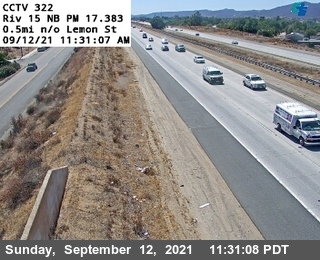 CCTV 322
Riv 15 NB PM 17.383
0.5mi n/o Lemon St
09/12/21 11:31:07 AM
Sunday, September 12, 2021 11:31:08 PDT